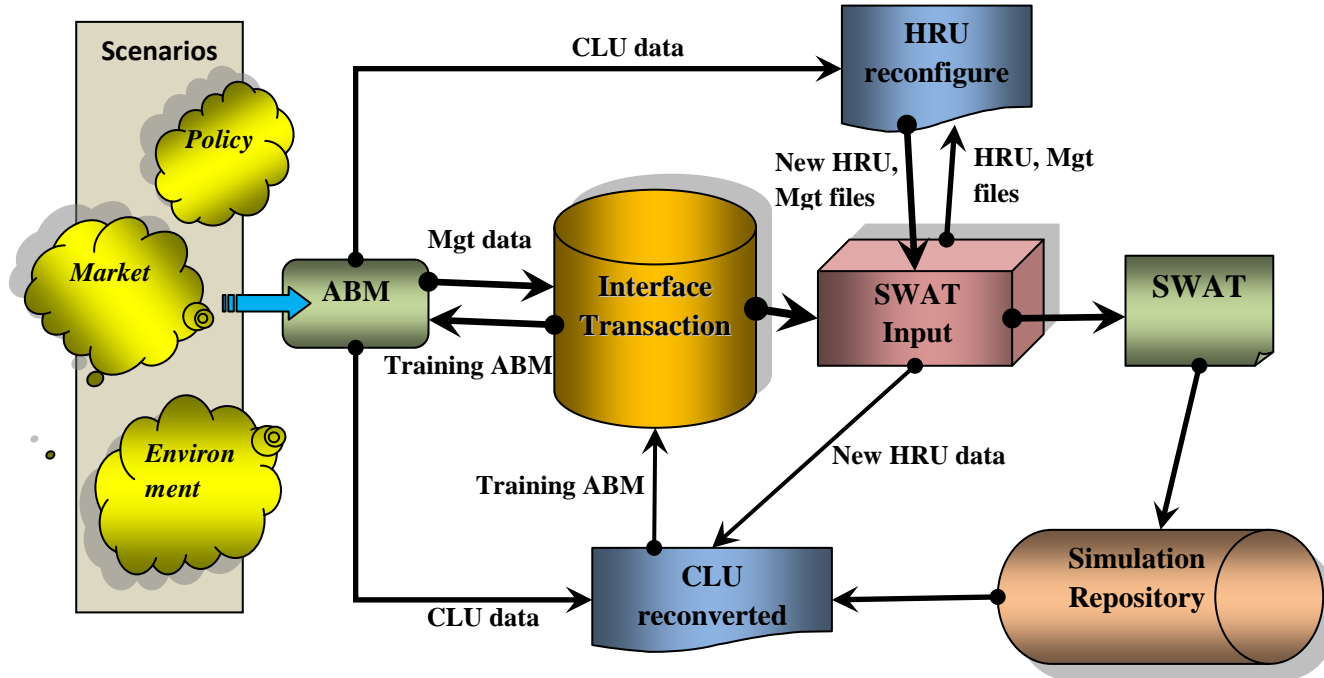 Scenarios
Policy
Market
Environ
ment
CLU data
HRU
reconfigure
New HRU,
Mgt files
HRU, Mgt
files
ABM
Mgt data
Training ABM
Interface
Transaction
SWAT
Input
SWAT
New HRU data
Training ABM
CLU data
CLU
reconverted
Simulation
Repository